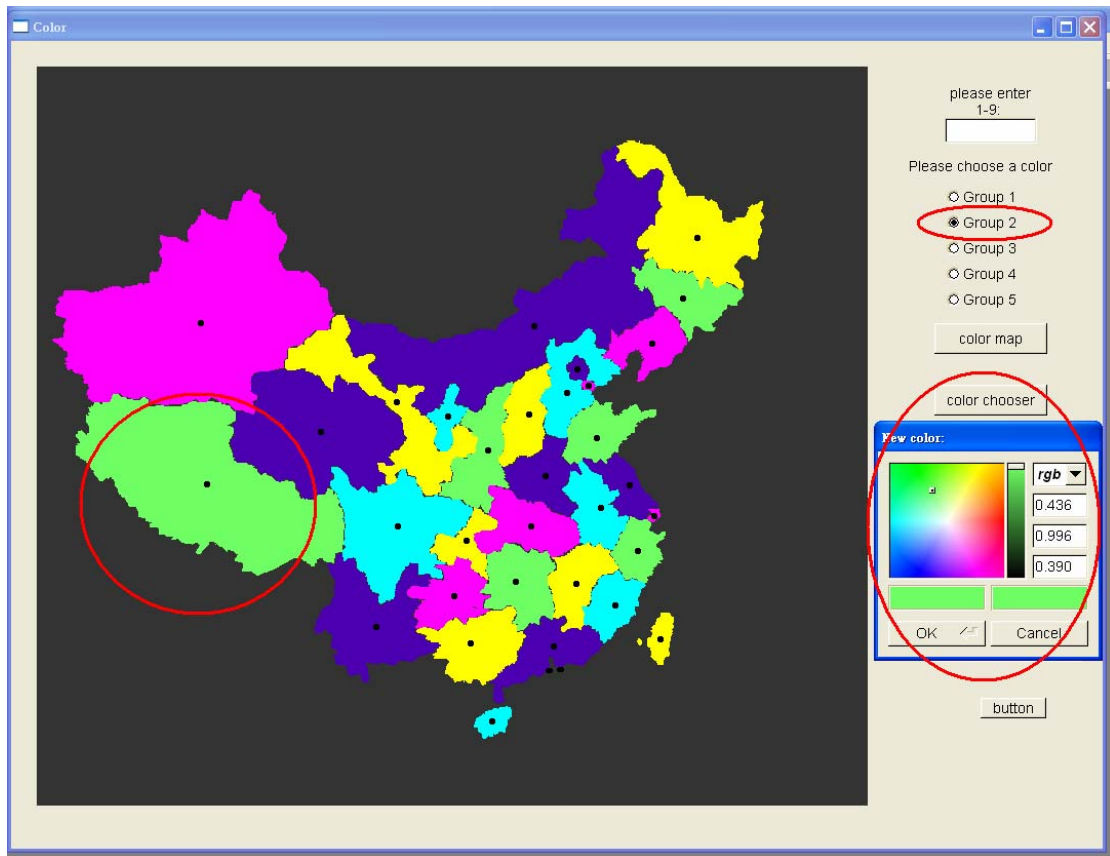 Color
please enter
1-9:
Please choose a color
Group 1
Group 2
Group 3
Group 4
Group 5
color map
color chooser
New color:
rgb
0.436
0.996
0.390
OK
Cancel
button